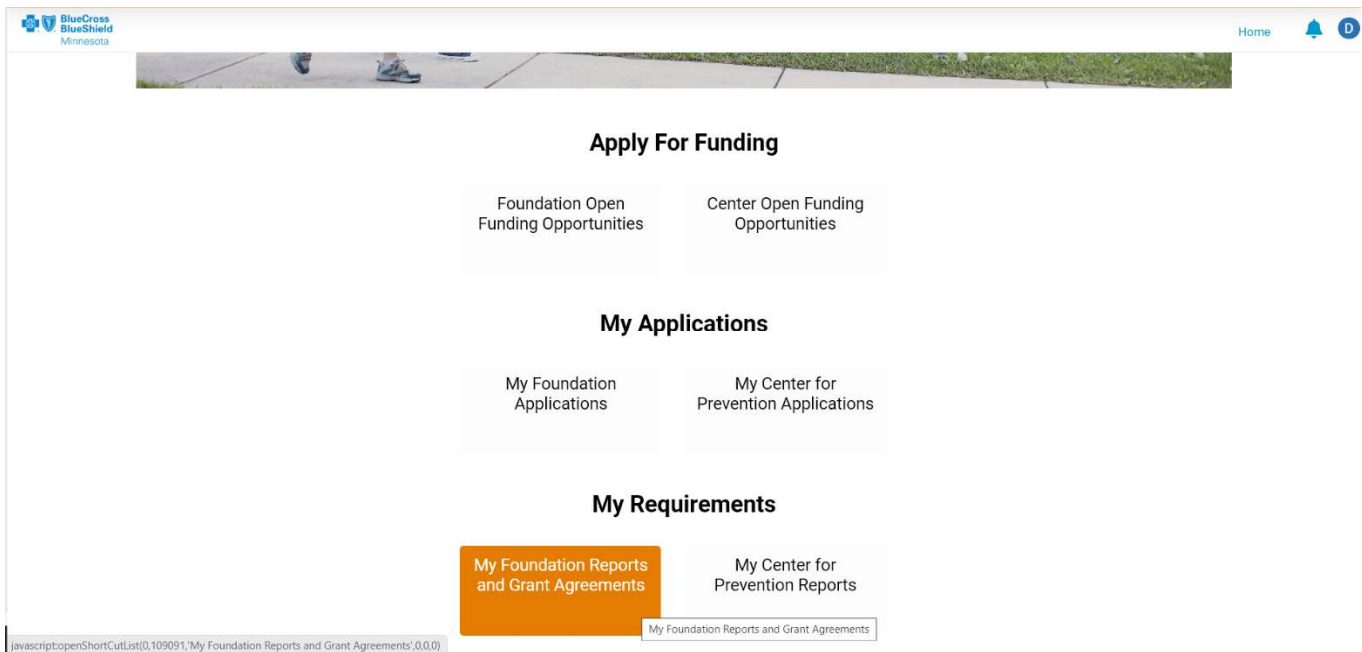 BlueCross
BlueShield
Minnesota
Home
D
Apply For Funding
Foundation Open
Funding Opportunities
Center Open Funding
Opportunities
My Applications
My Foundation
Applications
My Center for
Prevention Applications
My Requirements
My Foundation Reports
and Grant Agreements
My Center for
Prevention Reports
My Foundation Reports and Grant Agreements
javascript:openShortCutList(0,109091,'My Foundation Reports and Grant Agreements',0,0,0)